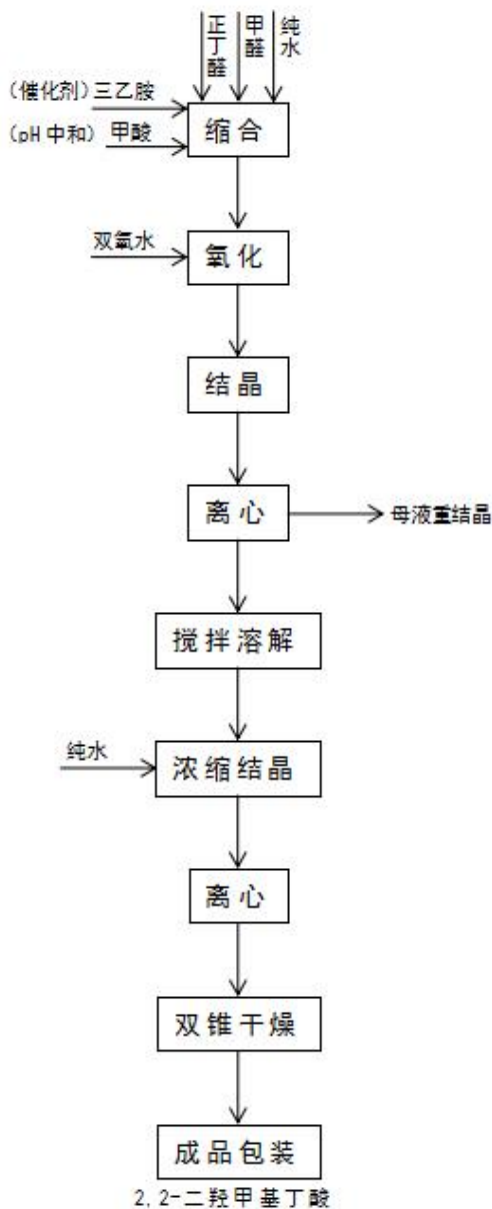 正丁醛
甲醛
纯水
(催化剂)三乙胺
(pH中和)甲酸
缩合
双氧水
氧化
结晶
离心
母液重结晶
搅拌溶解
纯水
浓缩结晶
离心
双锥干燥
成品包装
2,2-二羟甲基丁酸